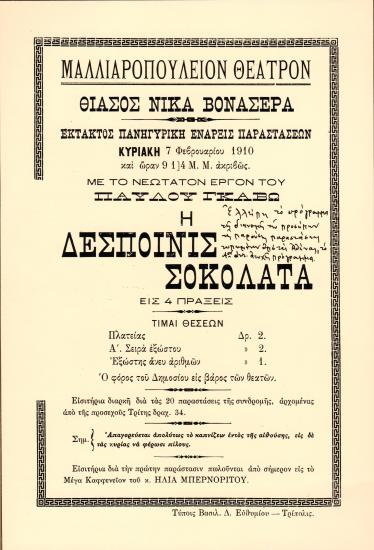 ΜΑΛΛΙΑΡΟΠΟΥΛΕΙΟΝ ΘΕΑΤΡΟΝ
ΘΙΑΣΟΣ ΝΙΚΑ ΒΟΝΑΣΕΡΑ
ΕΚΤΑΚΤΟΣ ΠΑΝΗΓΥΡΙΚΗ ΕΝΑΡΞΙΣ ΠΑΡΑΣΤΑΣΕΩΝ
ΚΥΡΙΑΚΗ 7 Φεβρουαρίου 1910
καὶ ὥραν 9 1]4 Μ. Μ. ἀκριβῶς.
ΜΕ ΤΟ ΝΕΩΤΑΤΟΝ ΕΡΓΟΝ ΤΟΥ
ΠΑΥΛΟΥ ΓΚΑΒΩ
Η
ΔΕΣΠΟΙΝΙΣ
ΣΟΚΟΛΑΤΑ
ΕΙΣ 4 ΠΡΑΞΕΙΣ
ΤΙΜΑΙ ΘΕΣΕΩΝ
Πλατείας Δρ. 2.
Α΄. Σειρὰ ἐξώστου » 2.
Ἐξώστης ἄνευ ἀριθμῶν » 1.
Ὁ φόρος τοῦ Δημοσίου εἰς βάρος τῶν θεατῶν.
Εἰσιτήρια διαρκῆ διὰ τὰς 20 παραστάσεις τῆς συνδρομῆς, ἀρχομένας
ἀπὸ τῆς προσεχοῦς Τρίτης δραχ. 34.
Σημ. { Ἀπαγορεύεται ἀπολύτως τὸ καπνίζειν ἐντὸς τῆς αἰθούσης, εἰς δὲ
τὰς κυρίας νὰ φέρωσι πίλους.
Εἰσιτήρια διὰ τὴν πρώτην παράστασιν πωλοῦνται ἀπὸ σήμερον εἰς τὸ
Μέγα Καφφενεῖον τοῦ κ. ΗΛΙΑ ΜΠΕΡΝΟΡΙΤΟΥ.
Τύποις Βασιλ. Δ. Εὐθυμίου — Τρίπολις.